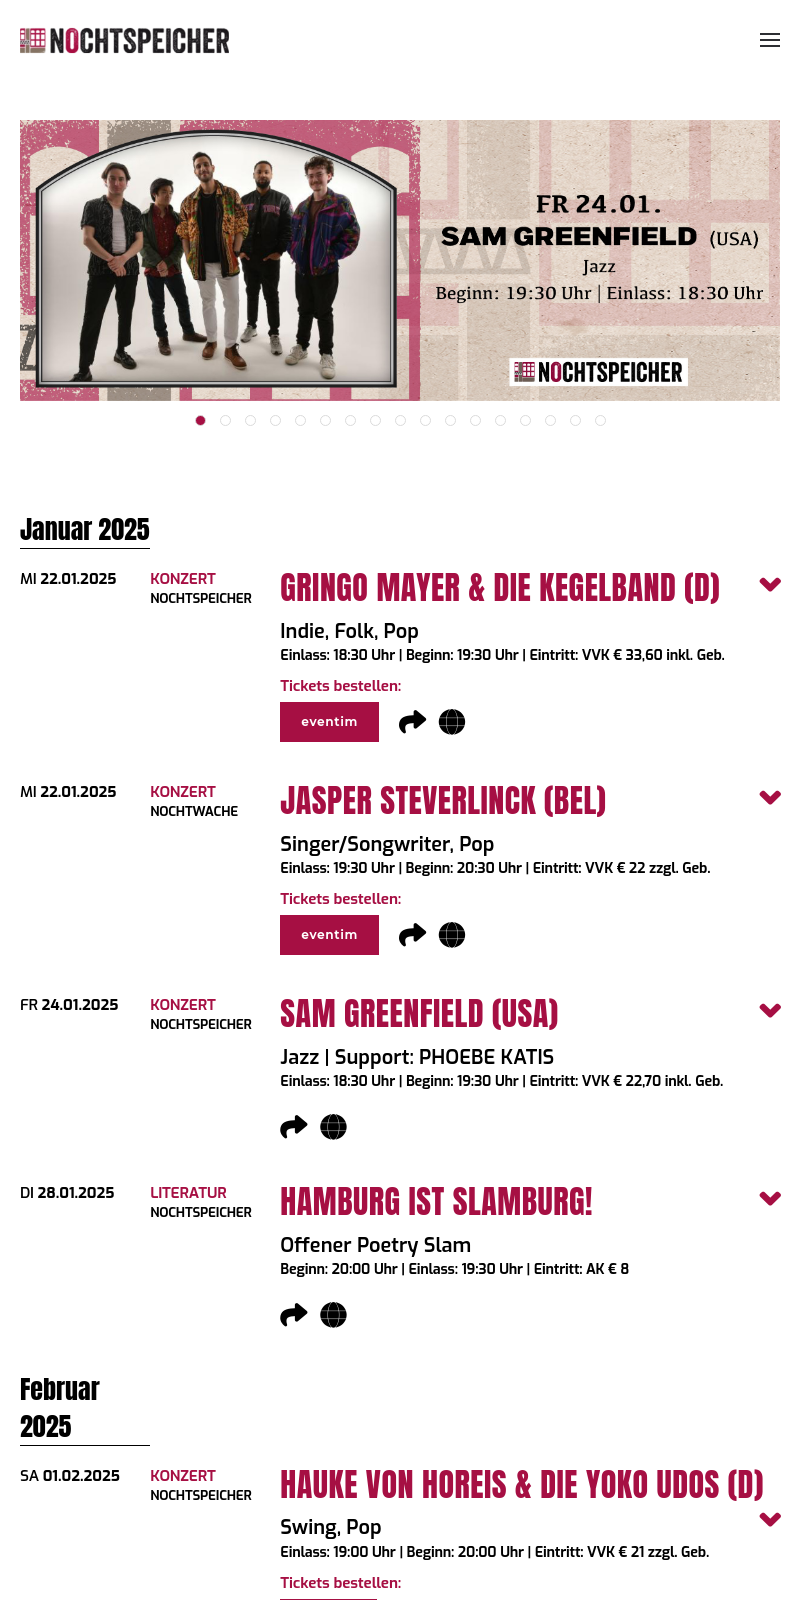 NOCHTSPEICHER
FR 24.01.
SAM GREENFIELD (USA)
Jazz
Beginn: 19:30 Uhr | Einlass: 18:30 Uhr
NOCHTSPEICHER
Januar 2025
MI 22.01.2025
KONZERT
NOCHTSPEICHER
GRINGO MAYER & DIE KEGELBAND (D)
Indie, Folk, Pop
Einlass: 18:30 Uhr | Beginn: 19:30 Uhr | Eintritt: VVK € 33,60 inkl. Geb.
Tickets bestellen:
eventim
MI 22.01.2025
KONZERT
NOCHTWACHE
JASPER STEVERLINCK (BEL)
Singer/Songwriter, Pop
Einlass: 19:30 Uhr | Beginn: 20:30 Uhr | Eintritt: VVK € 22 zzgl. Geb.
Tickets bestellen:
eventim
FR 24.01.2025
KONZERT
NOCHTSPEICHER
SAM GREENFIELD (USA)
Jazz | Support: PHOEBE KATIS
Einlass: 18:30 Uhr | Beginn: 19:30 Uhr | Eintritt: VVK € 22,70 inkl. Geb.
DI 28.01.2025
LITERATUR
NOCHTSPEICHER
HAMBURG IST SLAMBURG!
Offener Poetry Slam
Beginn: 20:00 Uhr | Einlass: 19:30 Uhr | Eintritt: AK € 8
Februar
2025
SA 01.02.2025
KONZERT
NOCHTSPEICHER
HAUKE VON HOREIS & DIE YOKO UDOS (D)
Swing, Pop
Einlass: 19:00 Uhr | Beginn: 20:00 Uhr | Eintritt: VVK € 21 zzgl. Geb.
Tickets bestellen: